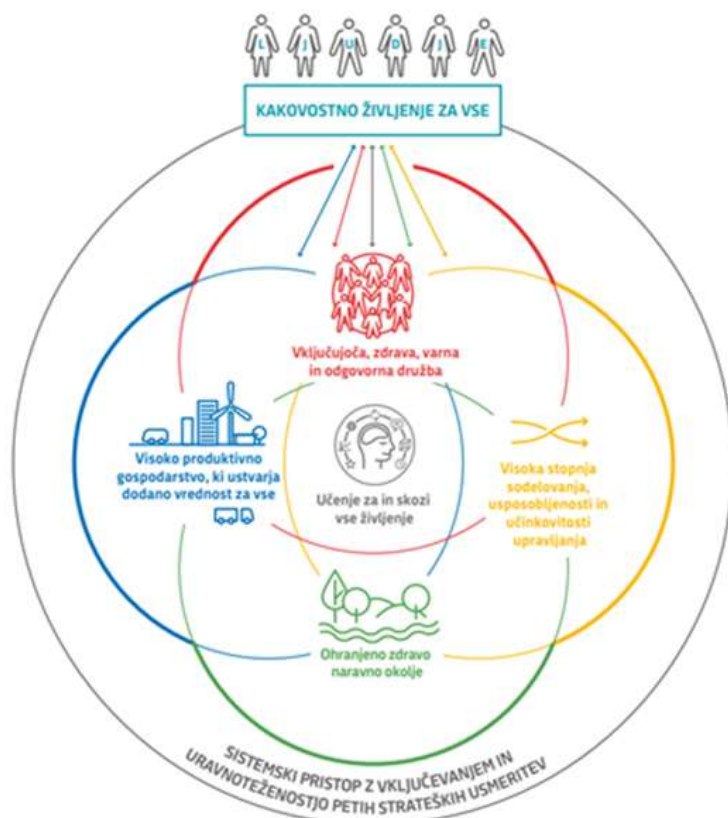 L J U D J E
KAKOVOSTNO ŽIVLJENJE ZA VSE
Vključujoča, zdrava, varna
in odgovorna družba
Visoko produktivno
gospodarstvo, ki ustvarja
dodano vrednost za vse
Učenje za in skozi
vse življenje
Visoka stopnja
sodelovanja,
usposobljenosti in
učinkovitosti
upravljanja
Ohranjeno zdravo
naravno okolje
SISTEMSKI PRISTOP Z VKLJUČEVANJEM IN
URAVNOTEŽENOSTJO PETIH STRATEŠKIH USMERITEV